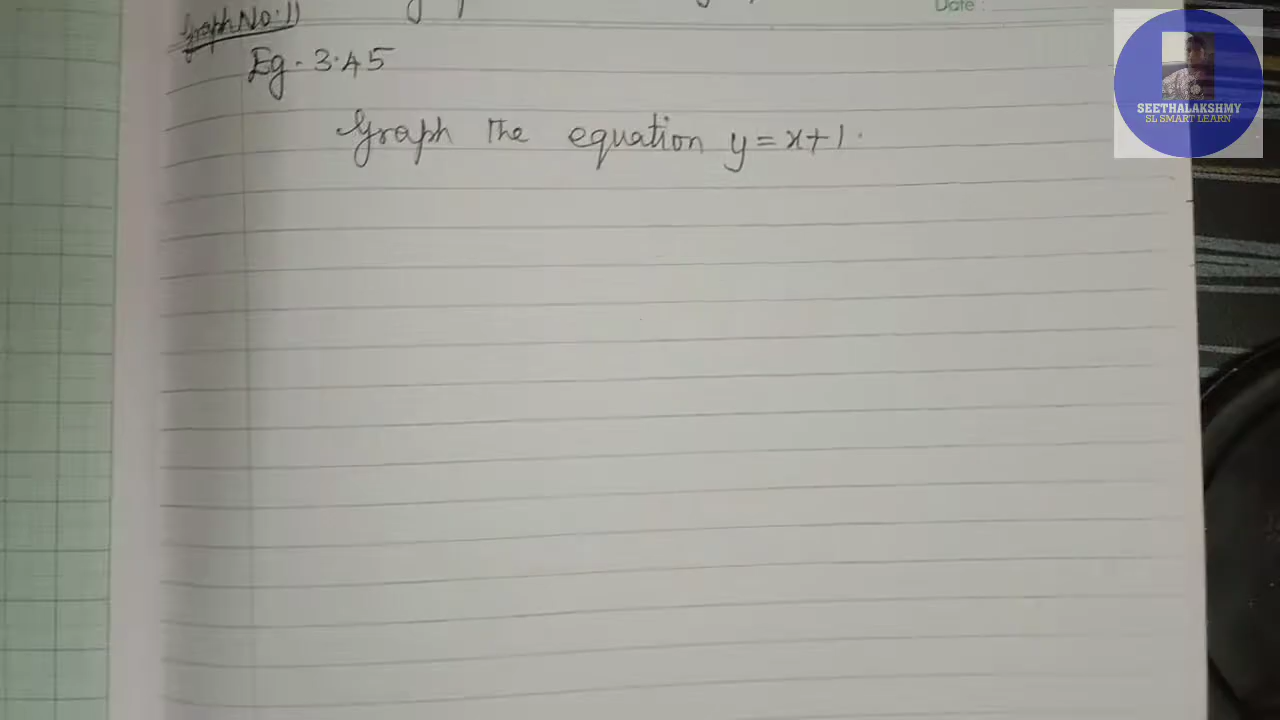 Date :
Graph No: 11
Eg. 3.45
Graph the equation y = x + 1.
SEETHALAKSHMY
SL SMART LEARN